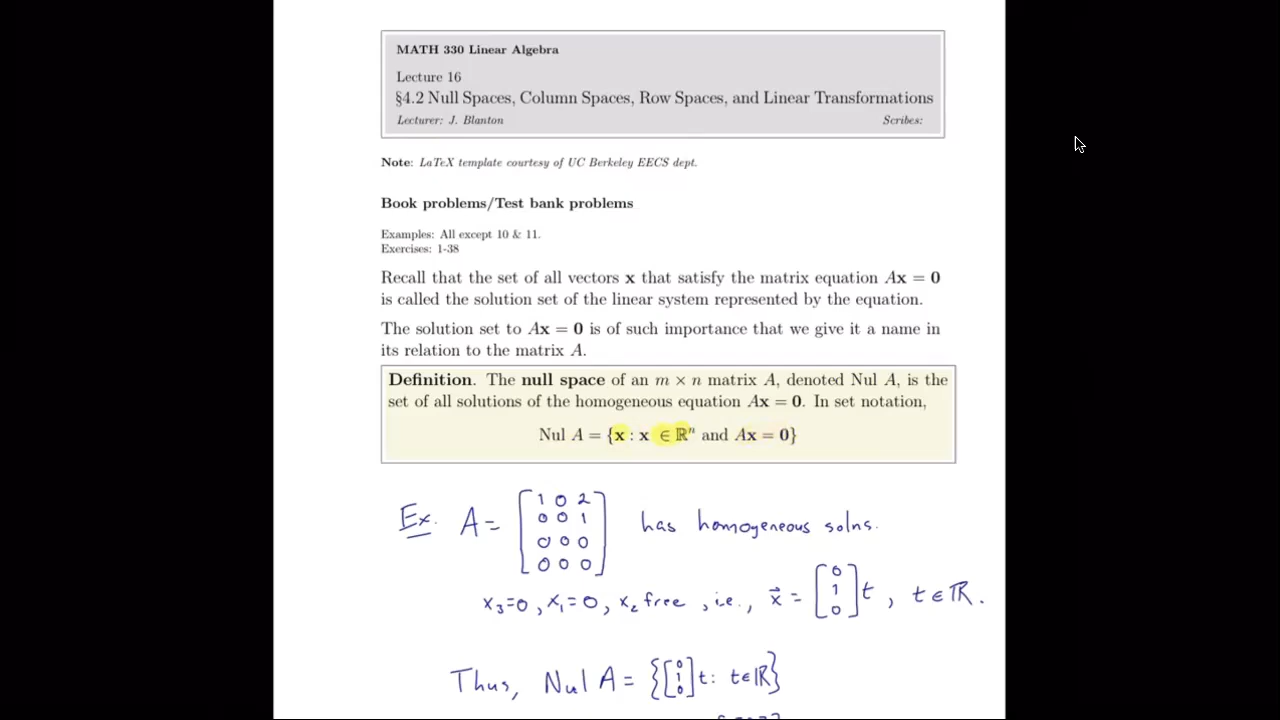 MATH 330 Linear Algebra
Lecture 16
§4.2 Null Spaces, Column Spaces, Row Spaces, and Linear Transformations
Lecturer: J. Blanton Scribes:
Note: LaTeX template courtesy of UC Berkeley EECS dept.
Book problems/Test bank problems
Examples: All except 10 & 11.
Exercises: 1-38
Recall that the set of all vectors x that satisfy the matrix equation Ax = 0
is called the solution set of the linear system represented by the equation.
The solution set to Ax = 0 is of such importance that we give it a name in
its relation to the matrix A.
Definition. The null space of an m × n matrix A, denoted Nul A, is the
set of all solutions of the homogeneous equation Ax = 0. In set notation,
Nul A = {x : x ∈ ℝⁿ and Ax = 0}
Ex. A = [1 0 2
0 0 1
0 0 0
0 0 0] has homogeneous solns.
x₃=0, x₁=0, x₂ free, i.e., x⃗ = [0 1 0] t, t∈ℝ.
Thus, Nul A = {[0 1 0] t: t∈ℝ}